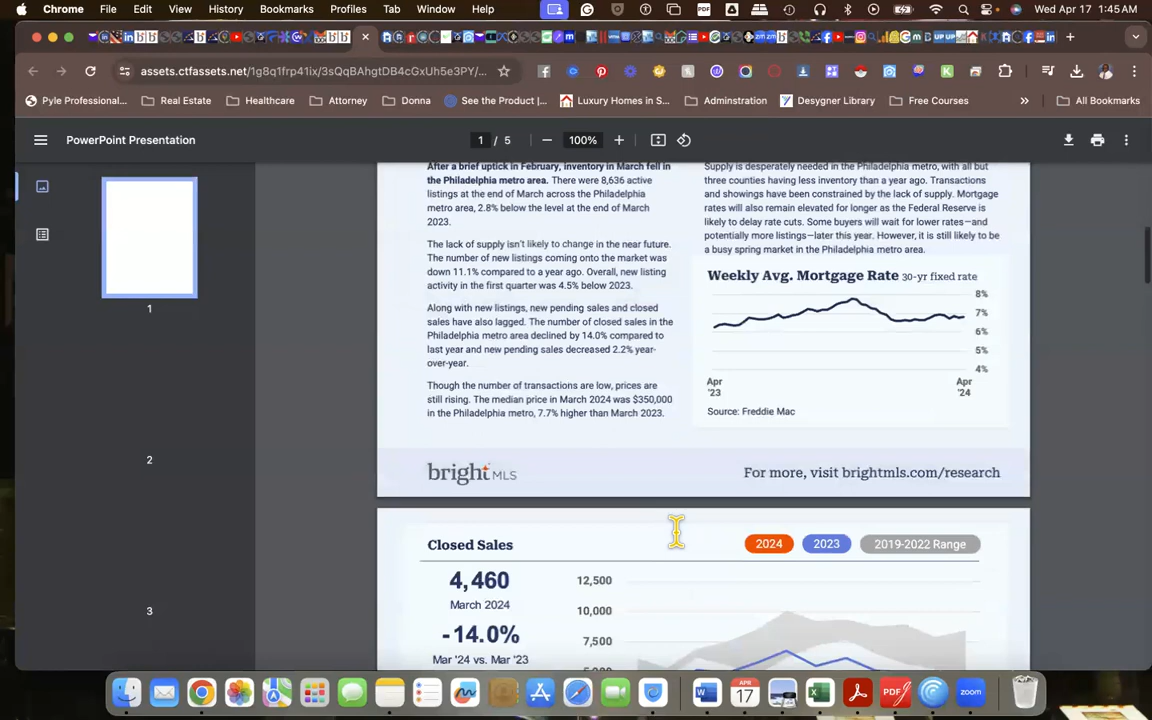 Chrome File Edit View History Bookmarks Profiles Tab Window Help Wed Apr 17 1:45 AM
assets.ctfassets.net/1g8q1frp41ix/3sQqBAhgtDB4cGxUh5e3PY/...
Pyle Professional... Real Estate Healthcare Attorney Donna See the Product |... Luxury Homes in S... Adminstration Desygner Library Free Courses » All Bookmarks
PowerPoint Presentation 1 / 5 100%
1
2
3
After a brief uptick in February, inventory in March fell in
the Philadelphia metro area. There were 8,636 active
listings at the end of March across the Philadelphia
metro area, 2.8% below the level at the end of March
2023.
The lack of supply isn't likely to change in the near future.
The number of new listings coming onto the market was
down 11.1% compared to a year ago. Overall, new listing
activity in the first quarter was 4.5% below 2023.
Along with new listings, new pending sales and closed
sales have also lagged. The number of closed sales in the
Philadelphia metro area declined by 14.0% compared to
last year and new pending sales decreased 2.2% year-
over-year.
Though the number of transactions are low, prices are
still rising. The median price in March 2024 was $350,000
in the Philadelphia metro, 7.7% higher than March 2023.
Supply is desperately needed in the Philadelphia metro, with all but
three counties having less inventory than a year ago. Transactions
and showings have been constrained by the lack of supply. Mortgage
rates will also remain elevated for longer as the Federal Reserve is
likely to delay rate cuts. Some buyers will wait for lower rates—and
potentially more listings—later this year. However, it is still likely to
be a busy spring market in the Philadelphia metro area.
Weekly Avg. Mortgage Rate 30-yr fixed rate
8%
7%
6%
5%
4%
Apr '23
Apr '24
Source: Freddie Mac
bright MLS
For more, visit brightmls.com/research
Closed Sales 2024 2023 2019-2022 Range
4,460
March 2024
-14.0%
Mar '24 vs. Mar '23
12,500
10,000
7,500
APR
17
zoom